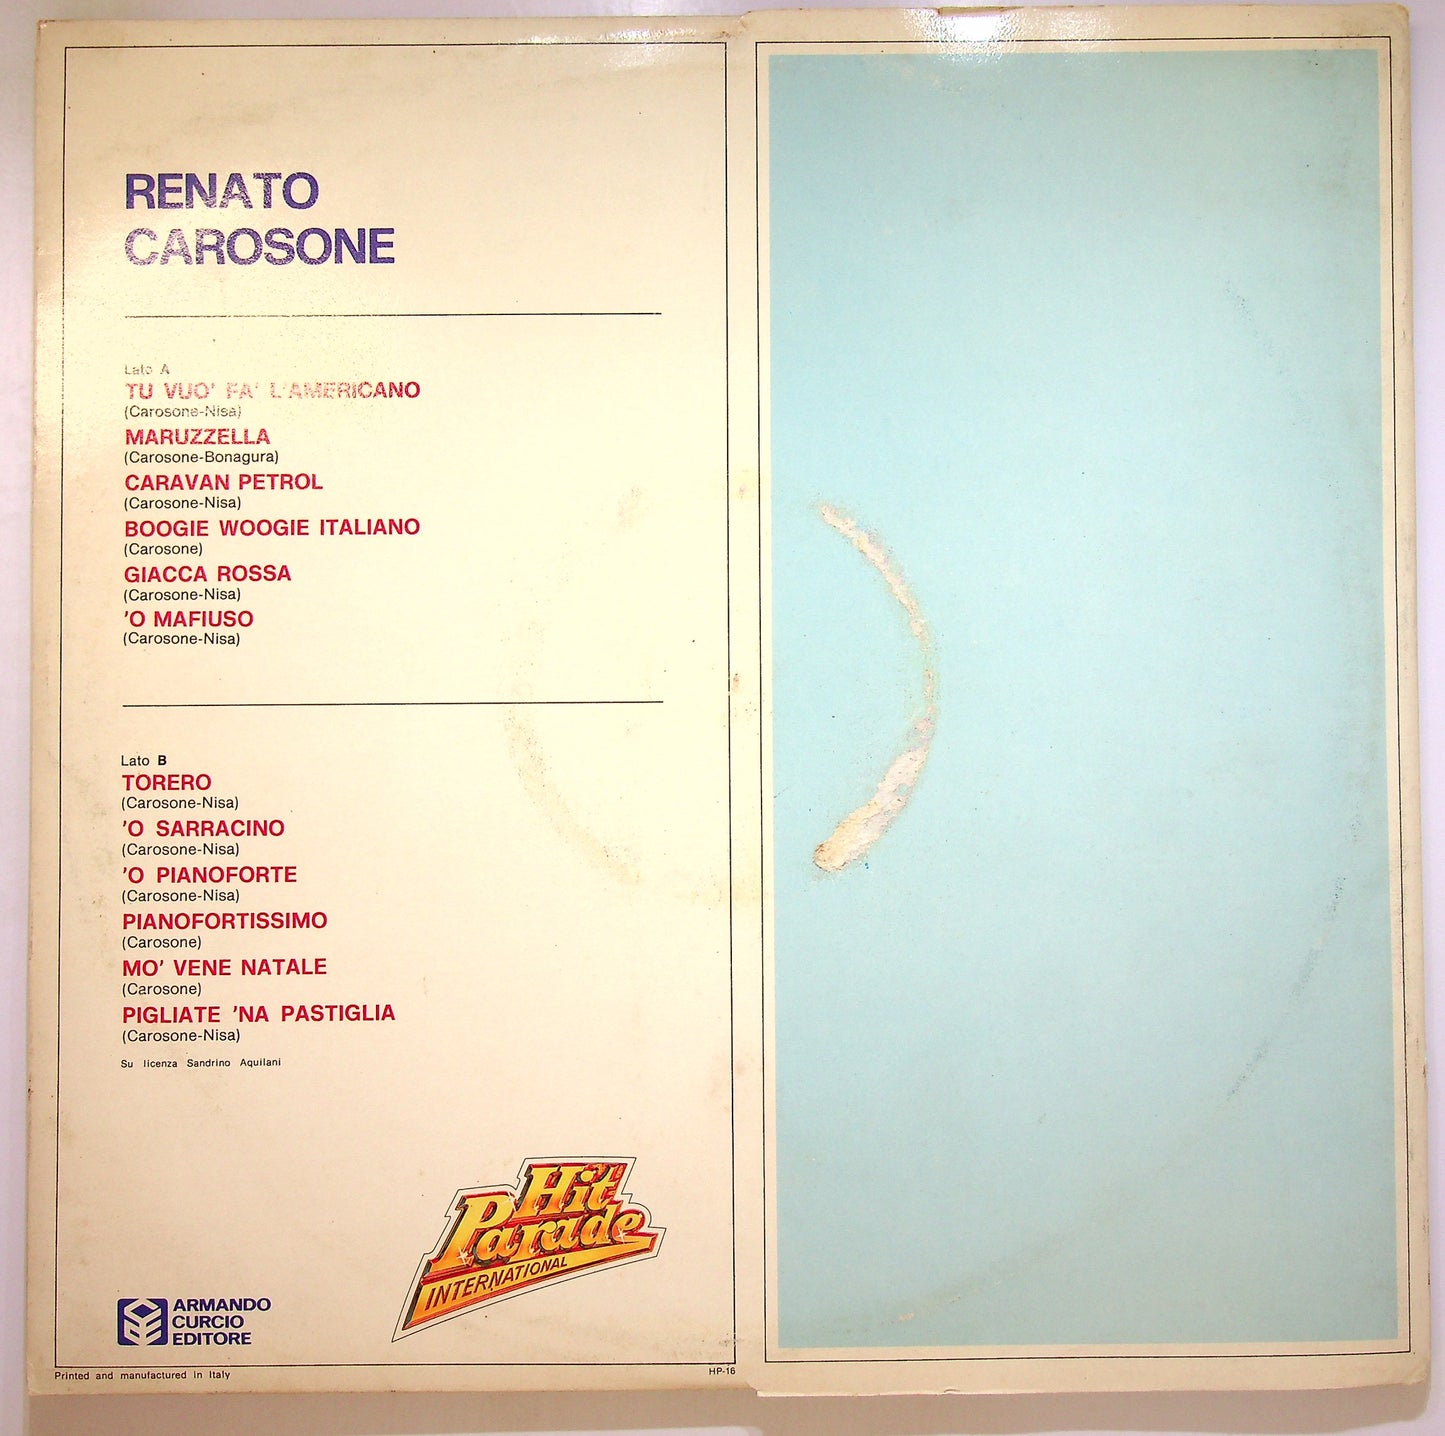 RENATO
CAROSONE
Lato A
TU VUO' FA' L'AMERICANO
(Carosone-Nisa)
MARUZZELLA
(Carosone-Bonagura)
CARAVAN PETROL
(Carosone-Nisa)
BOOGIE WOOGIE ITALIANO
(Carosone)
GIACCA ROSSA
(Carosone-Nisa)
'O MAFIUSO
(Carosone-Nisa)
Lato B
TORERO
(Carosone-Nisa)
'O SARRACINO
(Carosone-Nisa)
'O PIANOFORTE
(Carosone-Nisa)
PIANOFORTISSIMO
(Carosone)
MO' VENE NATALE
(Carosone)
PIGLIATE 'NA PASTIGLIA
(Carosone-Nisa)
Su licenza Sandrino Aquilani
Hit
Parade
INTERNATIONAL
ARMANDO
CURCIO
EDITORE
Printed and manufactured in Italy
HP-16